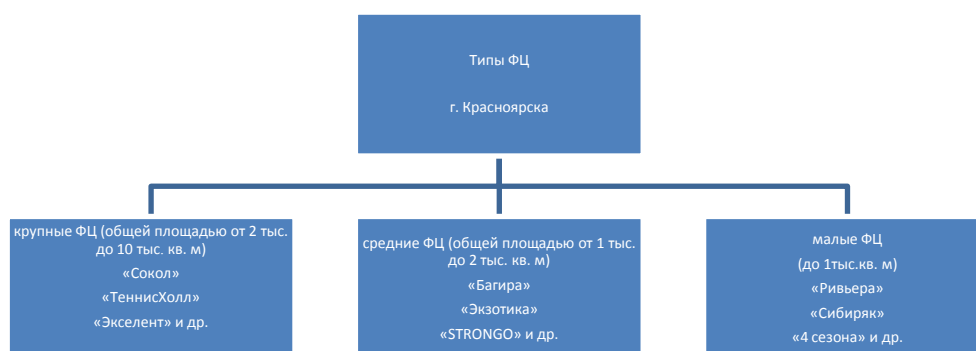 Типы ФЦ
г. Красноярска
крупные ФЦ (общей площадью от 2 тыс.
до 10 тыс. кв. м)
«Сокол»
«ТеннисХолл»
«Экселент» и др.
средние ФЦ (общей площадью от 1 тыс.
до 2 тыс. кв. м)
«Багира»
«Экзотика»
«STRONGO» и др.
малые ФЦ
(до 1тыс.кв. м)
«Ривьера»
«Сибиряк»
«4 сезона» и др.